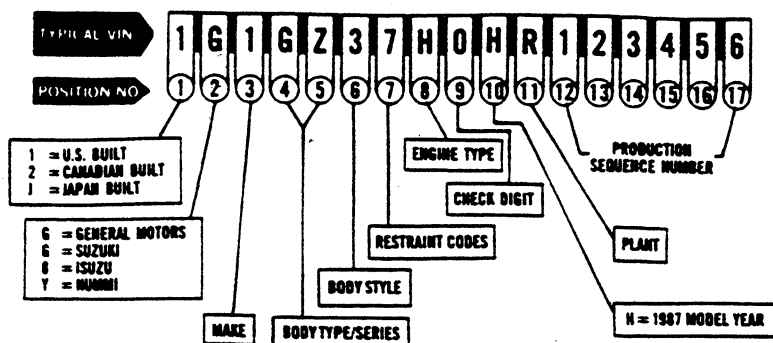 TYPICAL VIN
1 G 1 G Z 3 7 H 0 H R 1 2 3 4 5 6
POSITION NO
1 2 3 4 5 6 7 8 9 10 11 12 13 14 15 16 17
1 = U.S. BUILT
2 = CANADIAN BUILT
J = JAPAN BUILT
G = GENERAL MOTORS
G = SUZUKI
8 = ISUZU
Y = NUMMI
MAKE
BODY TYPE/SERIES
BODY STYLE
RESTRAINT CODES
ENGINE TYPE
CHECK DIGIT
PRODUCTION
SEQUENCE NUMBER
PLANT
H = 1987 MODEL YEAR